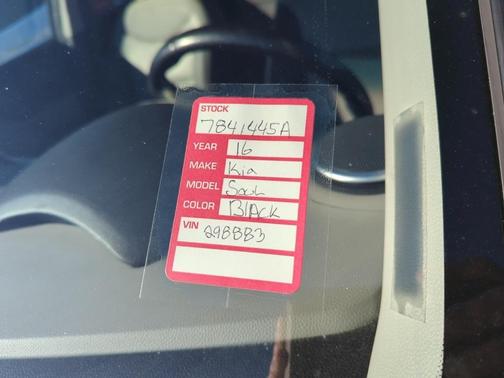 STOCK
7841445A
YEAR 16
MAKE Kia
MODEL Soul
COLOR BlAcK
VIN 298883